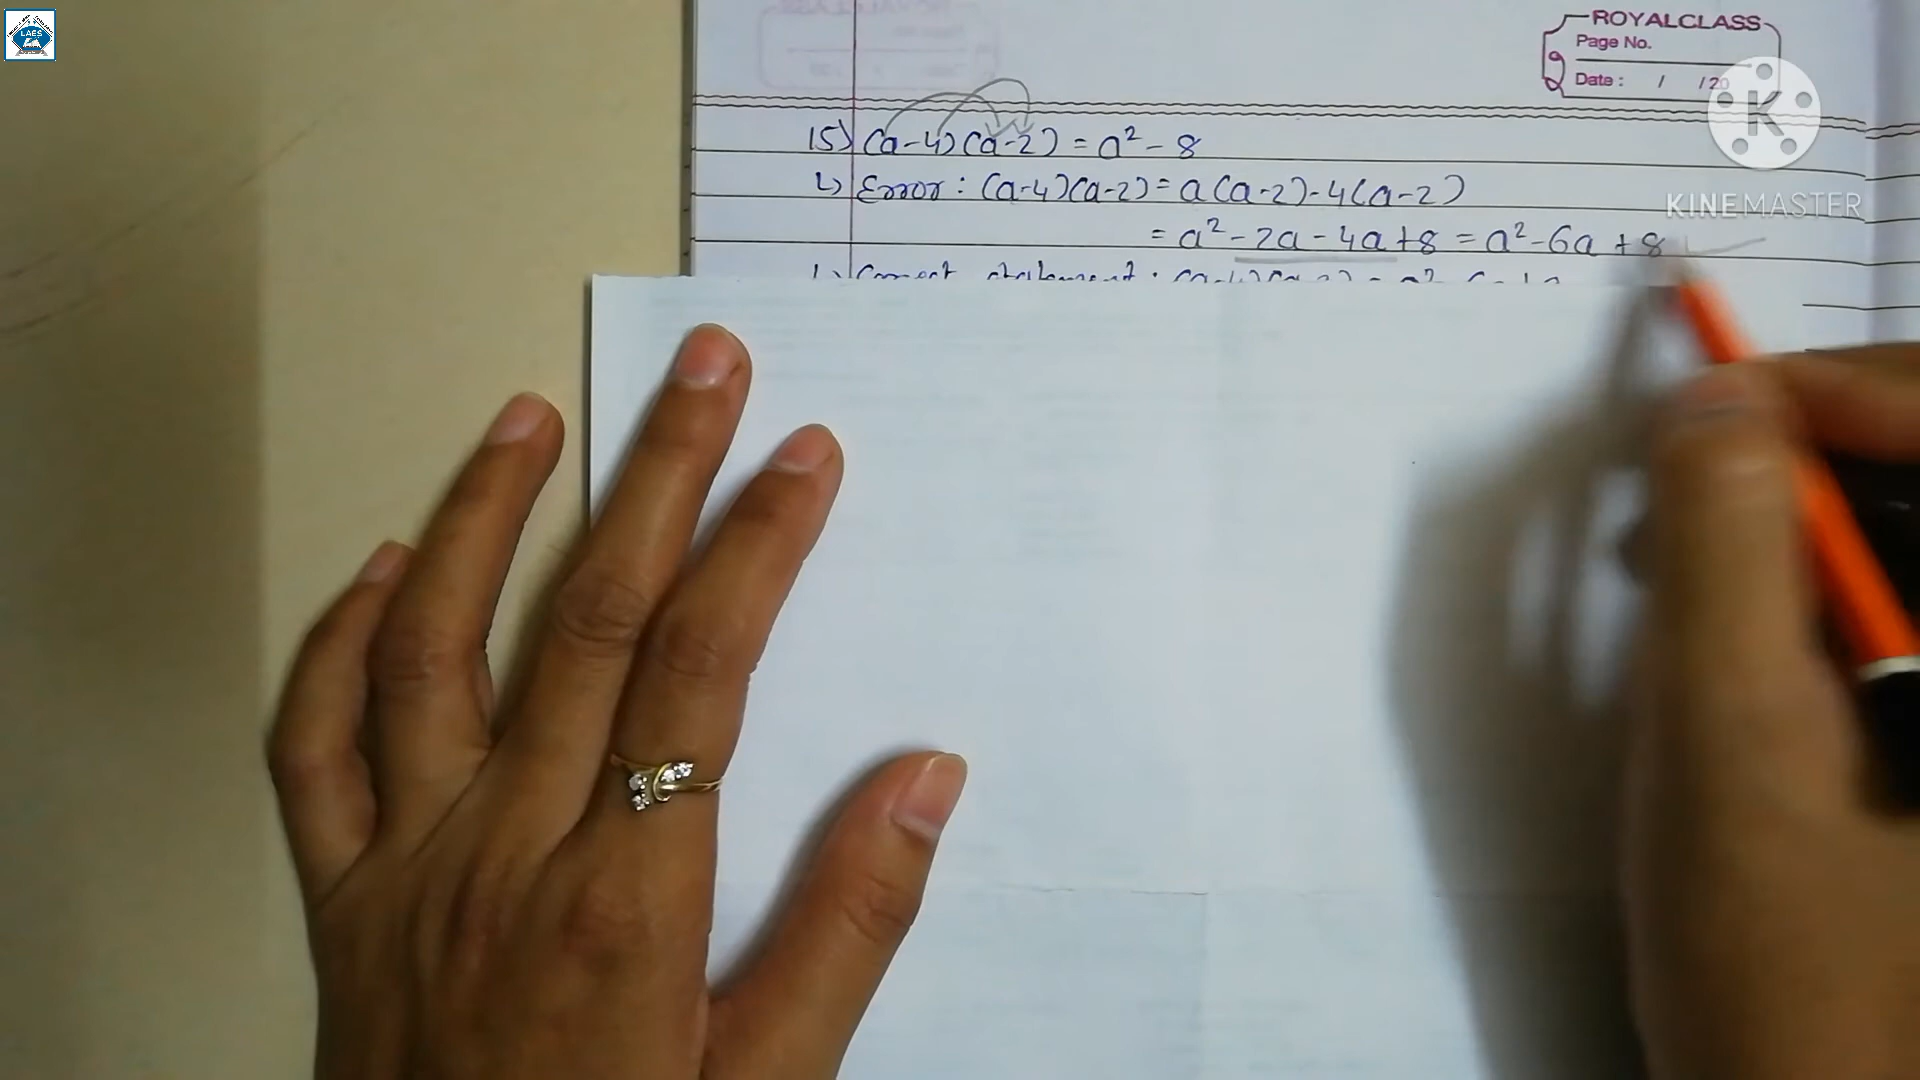 LAES
ROYALCLASS
Page No.
Date : / /20
KINEMASTER
15) (a-4)(a-2) = a² - 8
↳ Error : (a-4)(a-2) = a(a-2)-4(a-2)
= a² - 2a - 4a + 8 = a² - 6a + 8